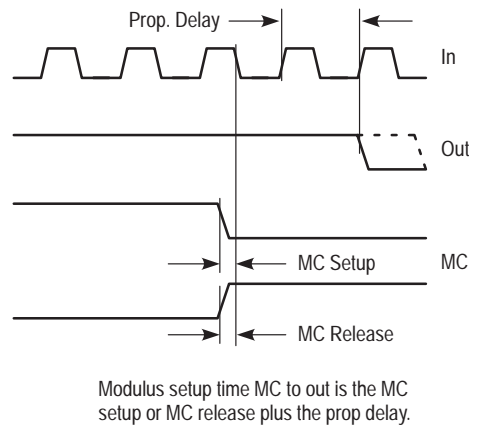 Prop. Delay
In
Out
MC Setup
MC
MC Release
Modulus setup time MC to out is the MC
setup or MC release plus the prop delay.